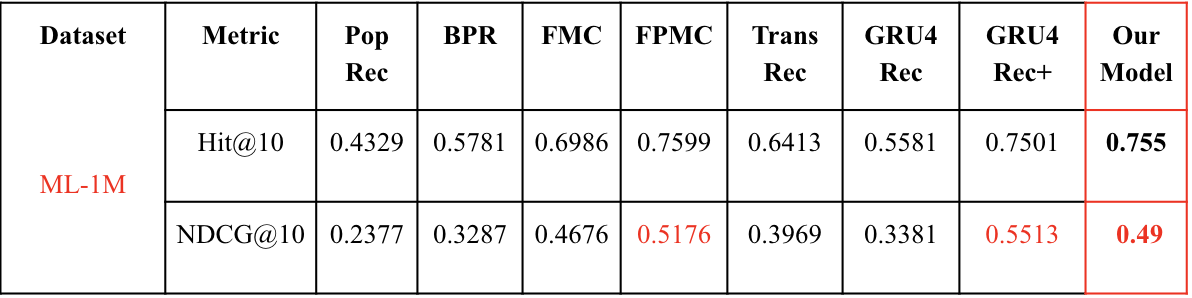 Dataset Metric Pop Rec BPR FMC FPMC Trans Rec GRU4 Rec GRU4 Rec+ Our Model
ML-1M
Hit@10 0.4329 0.5781 0.6986 0.7599 0.6413 0.5581 0.7501 0.755
NDCG@10 0.2377 0.3287 0.4676 0.5176 0.3969 0.3381 0.5513 0.49